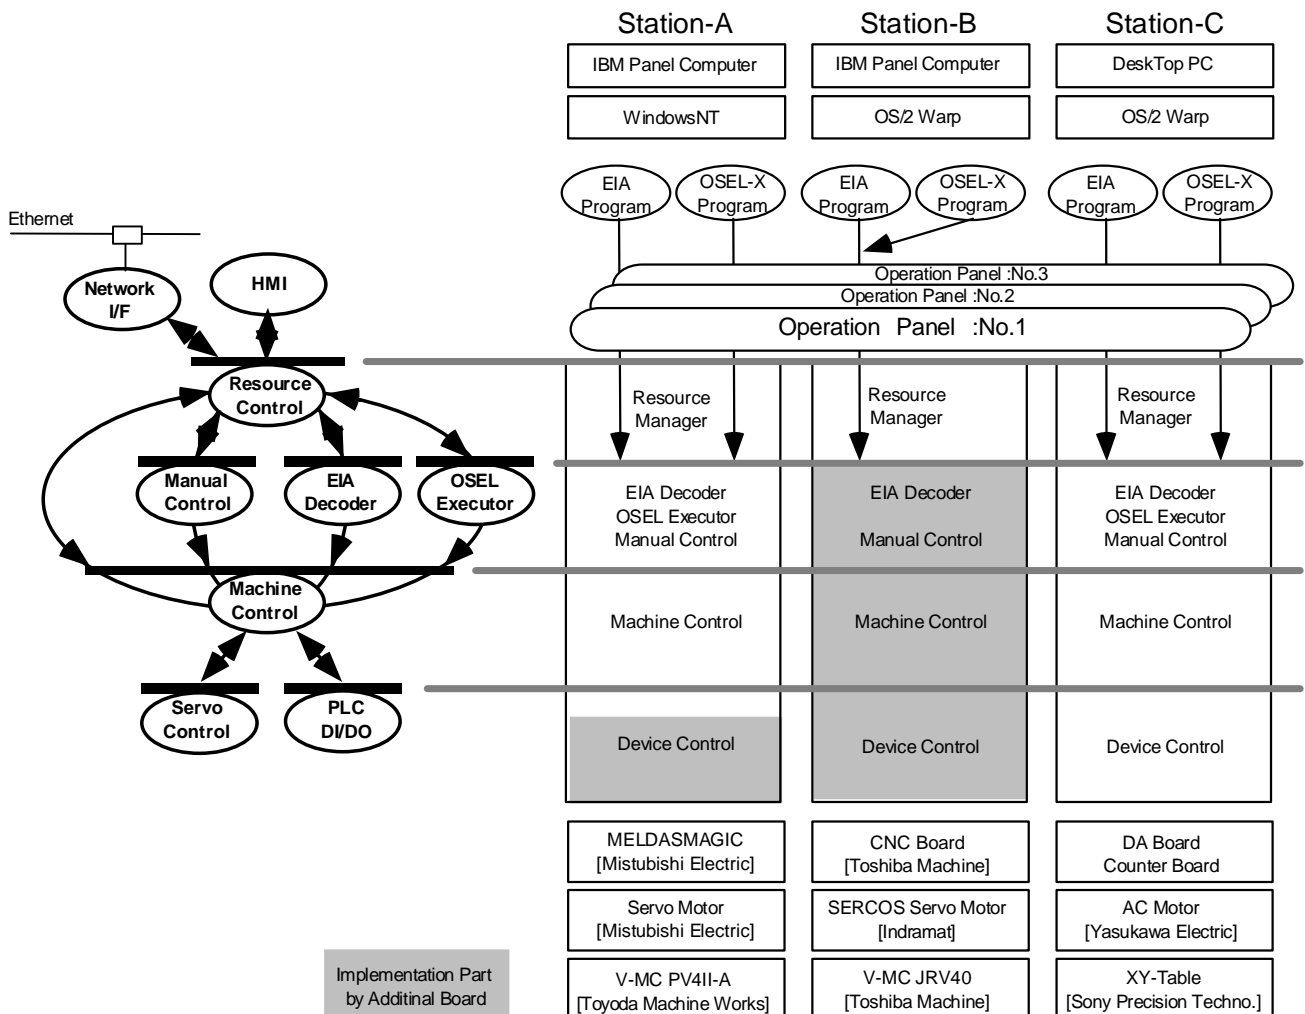 Station-A
Station-B
Station-C
IBM Panel Computer
IBM Panel Computer
DeskTop PC
WindowsNT
OS/2 Warp
OS/2 Warp
EIA
Program
OSEL-X
Program
EIA
Program
OSEL-X
Program
EIA
Program
OSEL-X
Program
Ethernet
Network
I/F
HMI
Operation Panel :No.3
Operation Panel :No.2
Operation Panel :No.1
Resource
Control
Resource
Manager
Resource
Manager
Resource
Manager
Manual
Control
EIA
Decoder
OSEL
Executor
EIA Decoder
OSEL Executor
Manual Control
EIA Decoder
Manual Control
EIA Decoder
OSEL Executor
Manual Control
Machine
Control
Machine Control
Machine Control
Machine Control
Servo
Control
PLC
DI/DO
Device Control
Device Control
Device Control
MELDASMAGIC
[Mistubishi Electric]
CNC Board
[Toshiba Machine]
DA Board
Counter Board
Servo Motor
[Mistubishi Electric]
SERCOS Servo Motor
[Indramat]
AC Motor
[Yasukawa Electric]
Implementation Part
by Additinal Board
V-MC PV4II-A
[Toyoda Machine Works]
V-MC JRV40
[Toshiba Machine]
XY-Table
[Sony Precision Techno.]